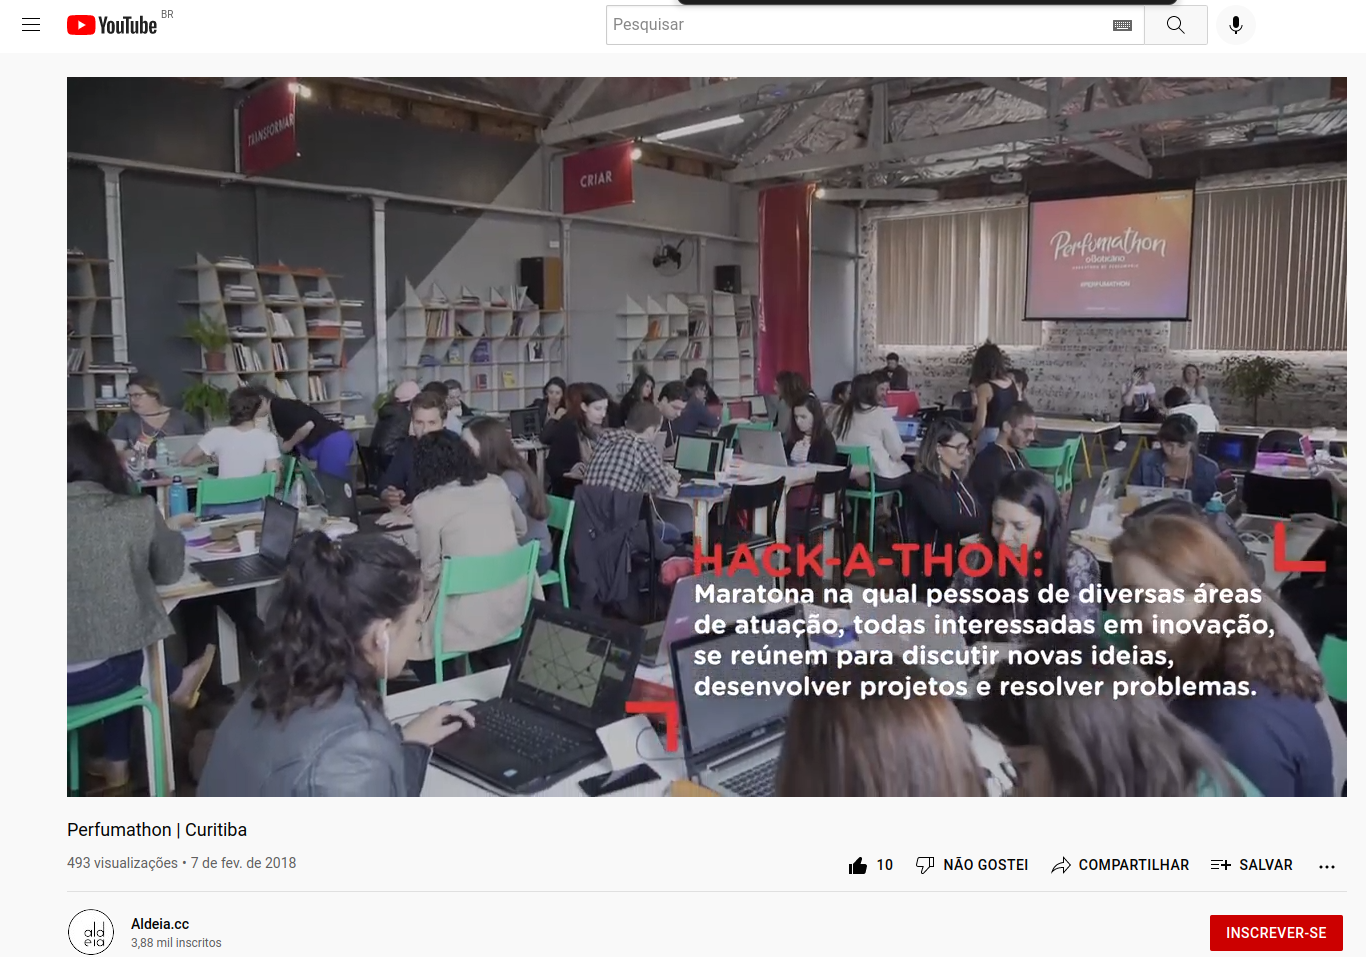 YouTube BR
Pesquisar
TRANSFORMAR
CRIAR
Perfumathon
oBoticário
#PERFUMATHON
HACK-A-THON:
Maratona na qual pessoas de diversas áreas
de atuação, todas interessadas em inovação,
se reúnem para discutir novas ideias,
desenvolver projetos e resolver problemas.
Perfumathon | Curitiba
493 visualizações • 7 de fev. de 2018
10 NÃO GOSTEI COMPARTILHAR SALVAR
ald
eia
Aldeia.cc
3,88 mil inscritos
INSCREVER-SE